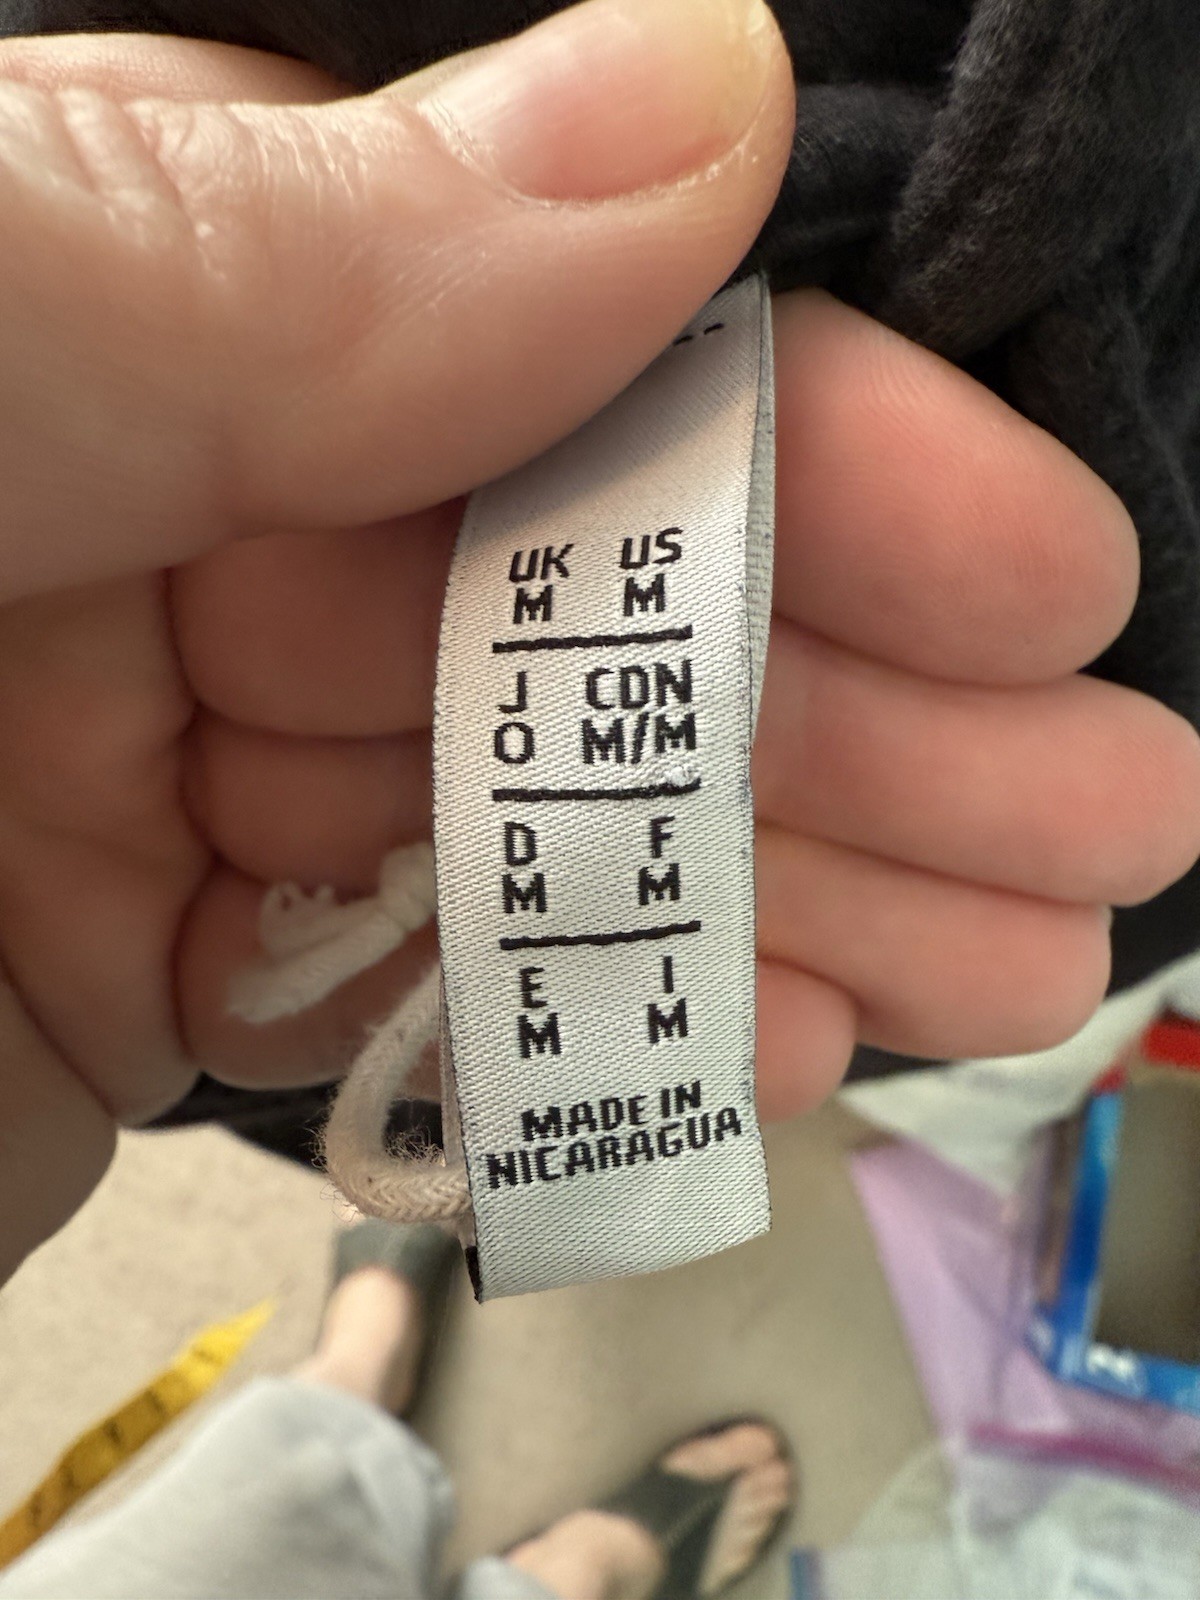 UK US
M M
J CDN
O M/M
D F
M M
E I
M M
MADE IN
NICARAGUA